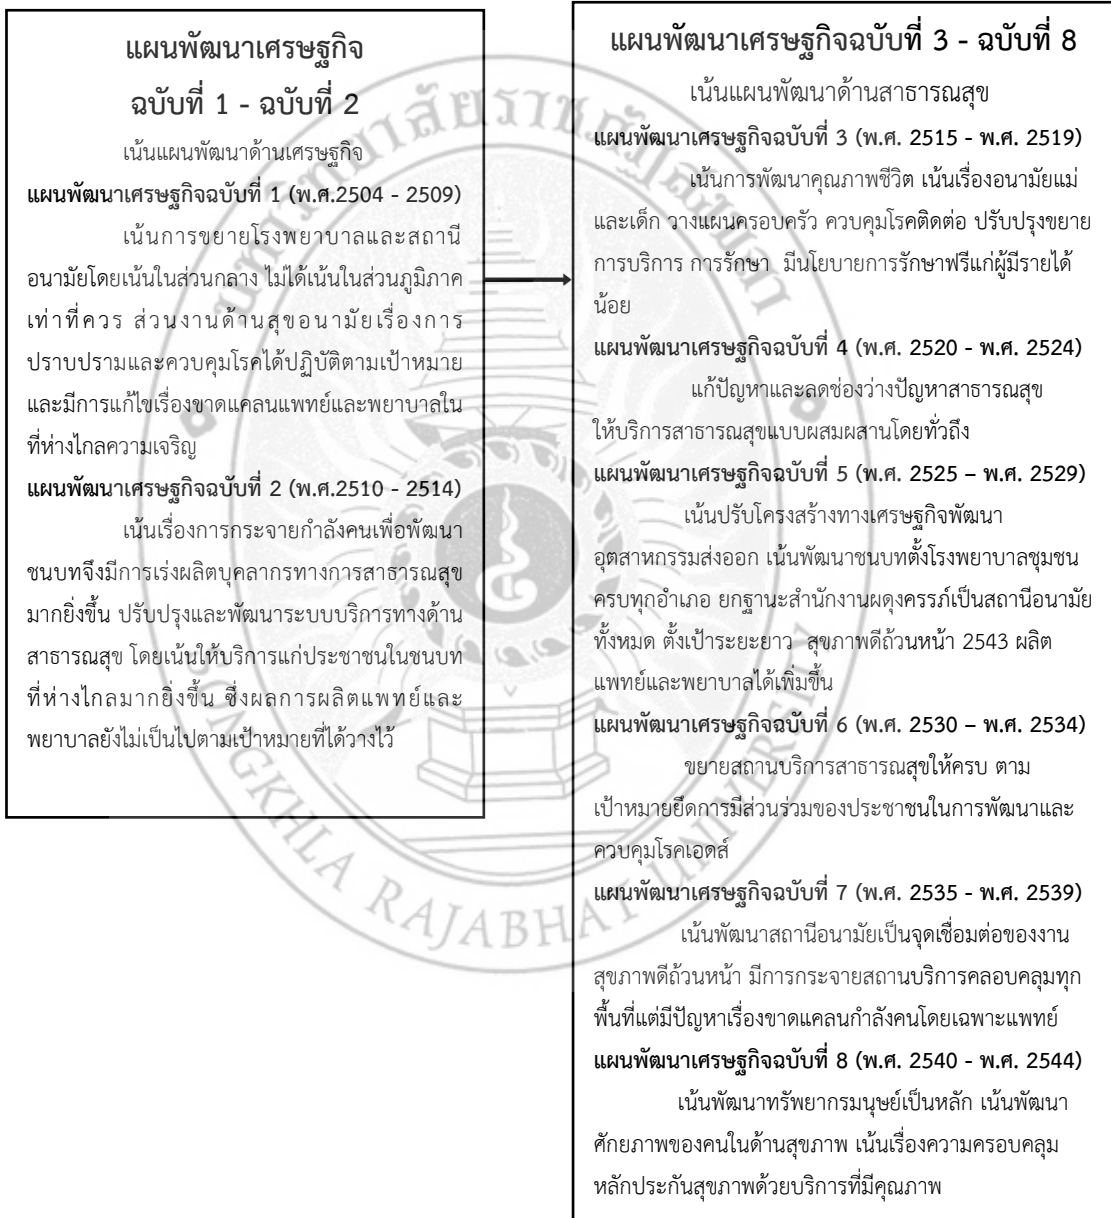 แผนพัฒนาเศรษฐกิจ
ฉบับที่ 1 - ฉบับที่ 2
เน้นแผนพัฒนาด้านเศรษฐกิจ
แผนพัฒนาเศรษฐกิจฉบับที่ 1 (พ.ศ.2504 - 2509)
เน้นการขยายโรงพยาบาลและสถานี
อนามัยโดยเน้นในส่วนกลาง ไม่ได้เน้นในส่วนภูมิภาค
เท่าที่ควร ส่วนงานด้านสุขอนามัยเรื่องการ
ปราบปรามและควบคุมโรคได้ปฏิบัติตามเป้าหมาย
และมีการแก้ไขเรื่องขาดแคลนแพทย์และพยาบาลใน
ที่ห่างไกลความเจริญ
แผนพัฒนาเศรษฐกิจฉบับที่ 2 (พ.ศ.2510 - 2514)
เน้นเรื่องการกระจายกำลังคนเพื่อพัฒนา
ชนบทจึงมีการเร่งผลิตบุคลากรทางการสาธารณสุข
มากยิ่งขึ้น ปรับปรุงและพัฒนาระบบบริการทางด้าน
สาธารณสุข โดยเน้นให้บริการแก่ประชาชนในชนบท
ที่ห่างไกลมากยิ่งขึ้น ซึ่งผลการผลิตแพทย์และ
พยาบาลยังไม่เป็นไปตามเป้าหมายที่ได้วางไว้
แผนพัฒนาเศรษฐกิจฉบับที่ 3 - ฉบับที่ 8
เน้นแผนพัฒนาด้านสาธารณสุข
แผนพัฒนาเศรษฐกิจฉบับที่ 3 (พ.ศ. 2515 - พ.ศ. 2519)
เน้นการพัฒนาคุณภาพชีวิต เน้นเรื่องอนามัยแม่
และเด็ก วางแผนครอบครัว ควบคุมโรคติดต่อ ปรับปรุงขยาย
การบริการ การรักษา มีนโยบายการรักษาฟรีแก่ผู้มีรายได้
น้อย
แผนพัฒนาเศรษฐกิจฉบับที่ 4 (พ.ศ. 2520 - พ.ศ. 2524)
แก้ปัญหาและลดช่องว่างปัญหาสาธารณสุข
ให้บริการสาธารณสุขแบบผสมผสานโดยทั่วถึง
แผนพัฒนาเศรษฐกิจฉบับที่ 5 (พ.ศ. 2525 – พ.ศ. 2529)
เน้นปรับโครงสร้างทางเศรษฐกิจพัฒนา
อุตสาหกรรมส่งออก เน้นพัฒนาชนบทตั้งโรงพยาบาลชุมชน
ครบทุกอำเภอ ยกฐานะสำนักงานผดุงครรภ์เป็นสถานีอนามัย
ทั้งหมด ตั้งเป้าระยะยาว สุขภาพดีถ้วนหน้า 2543 ผลิต
แพทย์และพยาบาลได้เพิ่มขึ้น
แผนพัฒนาเศรษฐกิจฉบับที่ 6 (พ.ศ. 2530 – พ.ศ. 2534)
ขยายสถานบริการสาธารณสุขให้ครบ ตาม
เป้าหมายยึดการมีส่วนร่วมของประชาชนในการพัฒนาและ
ควบคุมโรคเอดส์
แผนพัฒนาเศรษฐกิจฉบับที่ 7 (พ.ศ. 2535 - พ.ศ. 2539)
เน้นพัฒนาสถานีอนามัยเป็นจุดเชื่อมต่อของงาน
สุขภาพดีถ้วนหน้า มีการกระจายสถานบริการคลอบคลุมทุก
พื้นที่แต่มีปัญหาเรื่องขาดแคลนกำลังคนโดยเฉพาะแพทย์
แผนพัฒนาเศรษฐกิจฉบับที่ 8 (พ.ศ. 2540 - พ.ศ. 2544)
เน้นพัฒนาทรัพยากรมนุษย์เป็นหลัก เน้นพัฒนา
ศักยภาพของคนในด้านสุขภาพ เน้นเรื่องความครอบคลุม
หลักประกันสุขภาพด้วยบริการที่มีคุณภาพ
มหาวิทยาลัยราชภัฏสงขลา
SONGKHLA RAJABHAT UNIVERSITY